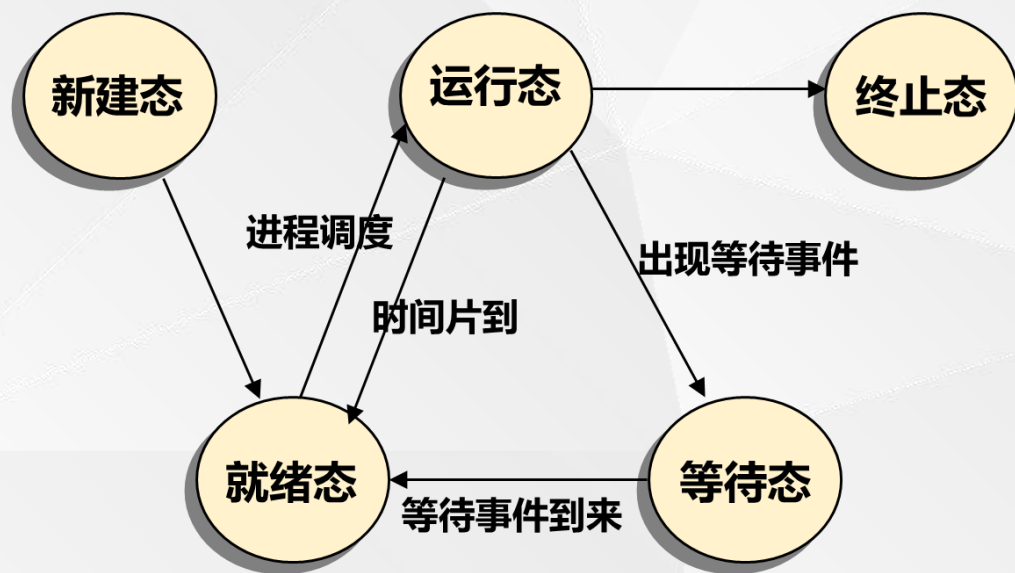 新建态
运行态
终止态
进程调度
出现等待事件
时间片到
就绪态
等待态
等待事件到来